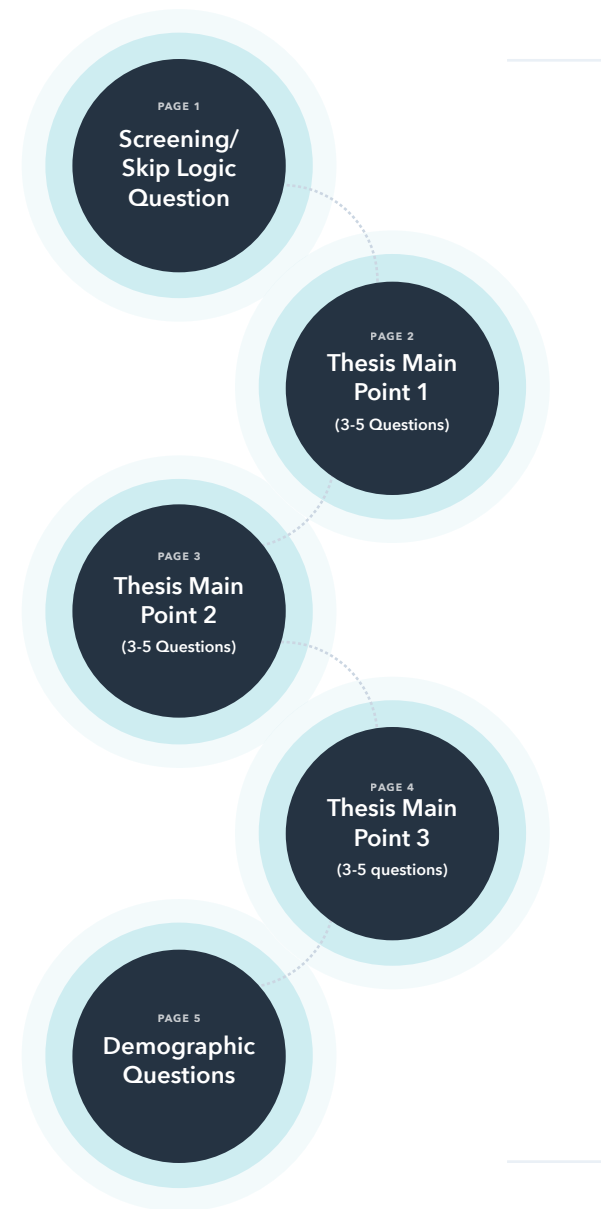 PAGE 1
Screening/
Skip Logic
Question
PAGE 2
Thesis Main
Point 1
(3-5 Questions)
PAGE 3
Thesis Main
Point 2
(3-5 Questions)
PAGE 4
Thesis Main
Point 3
(3-5 questions)
PAGE 5
Demographic
Questions